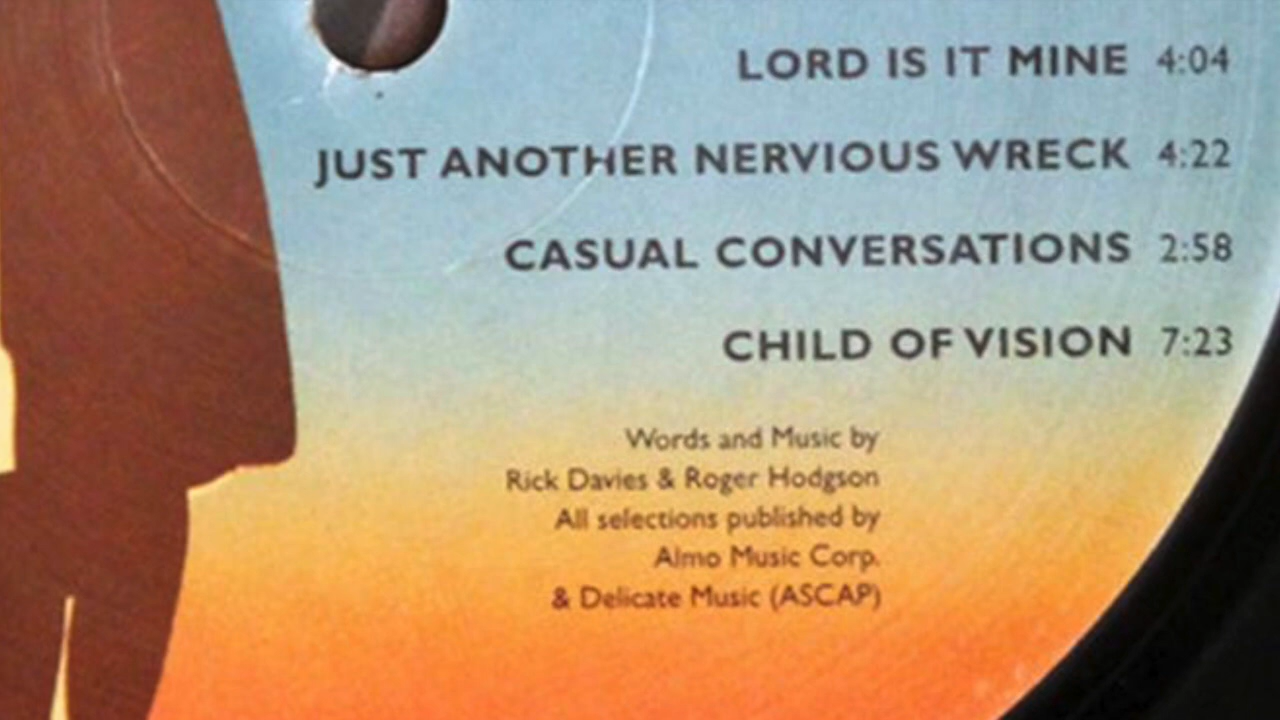 LORD IS IT MINE 4:04
JUST ANOTHER NERVIOUS WRECK 4:22
CASUAL CONVERSATIONS 2:58
CHILD OF VISION 7:23
Words and Music by
Rick Davies & Roger Hodgson
All selections published by
Almo Music Corp.
& Delicate Music (ASCAP)